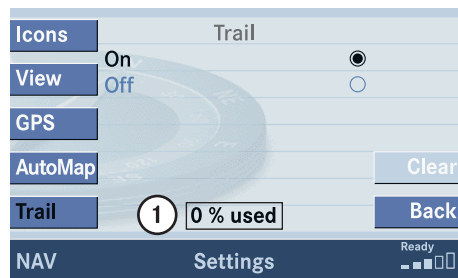 Icons
Trail
On
View
Off
GPS
AutoMap
Clear
Trail
1
0 % used
Back
NAV
Settings
Ready